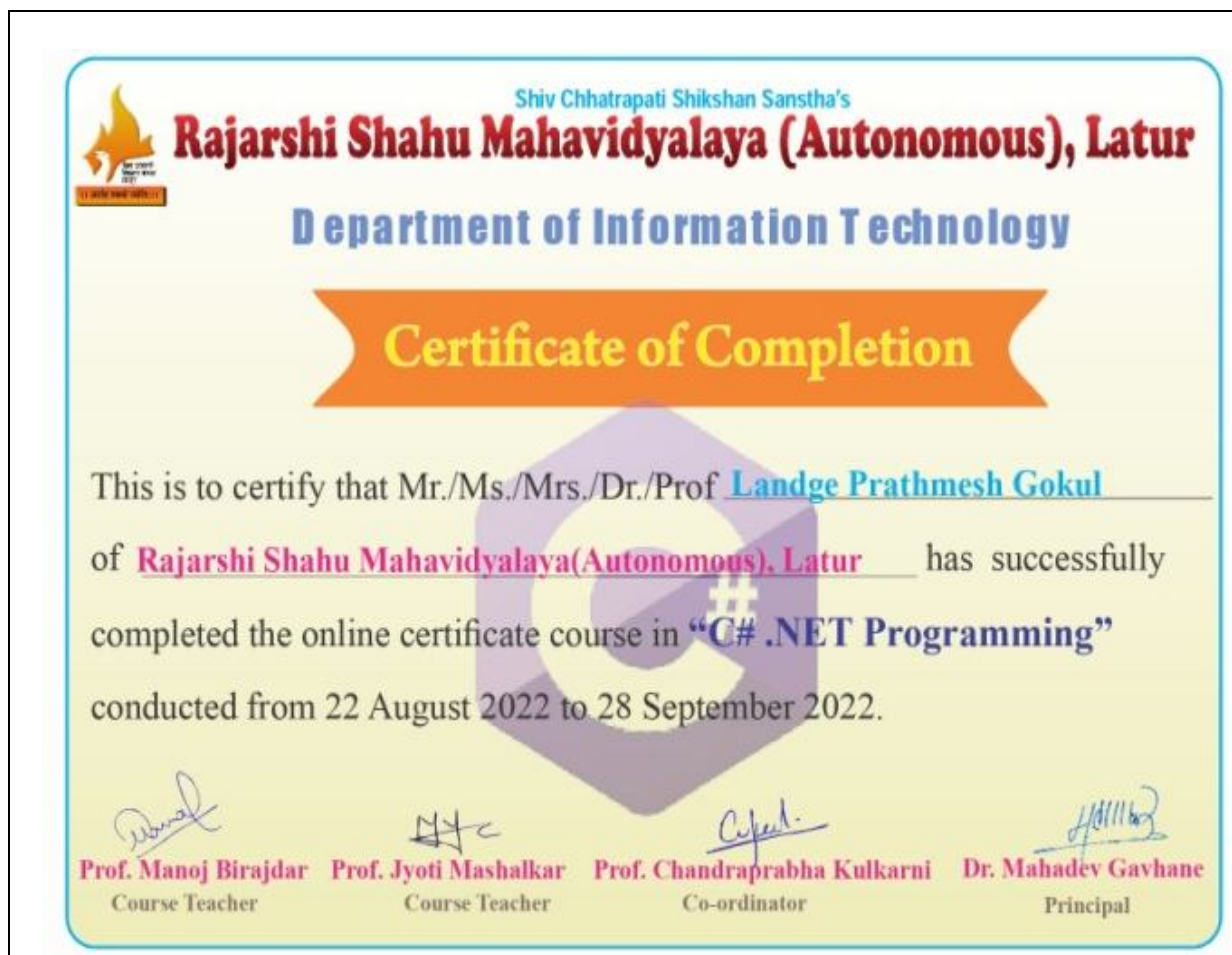 Shiv Chhatrapati Shikshan Sanstha's
Rajarshi Shahu Mahavidyalaya (Autonomous), Latur
Department of Information Technology
Certificate of Completion
This is to certify that Mr./Ms./Mrs./Dr./Prof Landge Prathmesh Gokul
of Rajarshi Shahu Mahavidyalaya(Autonomous), Latur has successfully
completed the online certificate course in “C# .NET Programming”
conducted from 22 August 2022 to 28 September 2022.
Prof. Manoj Birajdar Prof. Jyoti Mashalkar Prof. Chandraprabha Kulkarni Dr. Mahadev Gavhane
Course Teacher Course Teacher Co-ordinator Principal